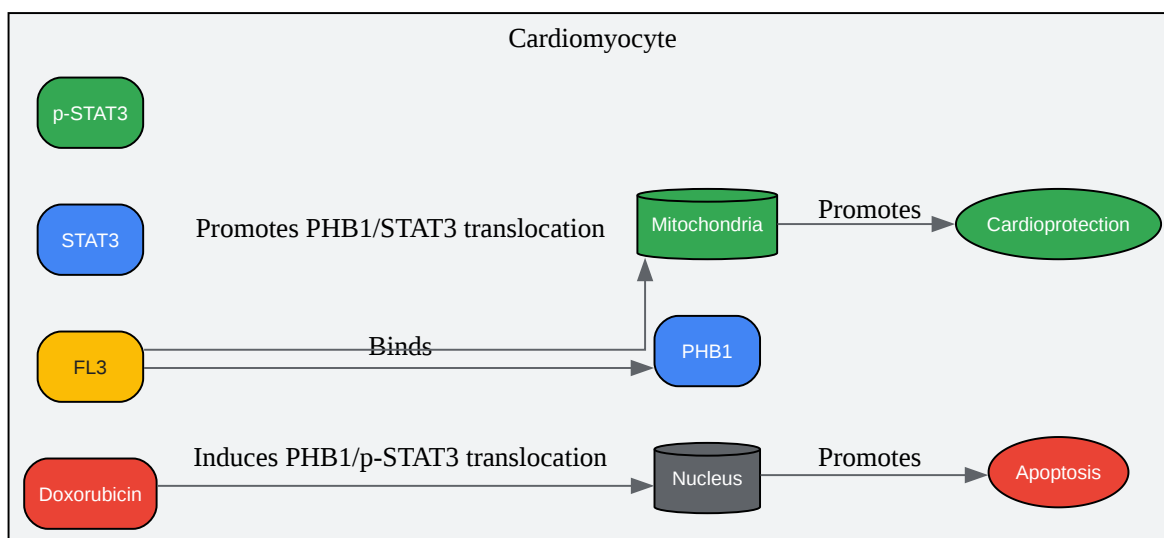 Cardiomyocyte
p-STAT3
STAT3
Promotes PHB1/STAT3 translocation
Mitochondria
Promotes
Cardioprotection
FL3
Binds
PHB1
Doxorubicin
Induces PHB1/p-STAT3 translocation
Nucleus
Promotes
Apoptosis